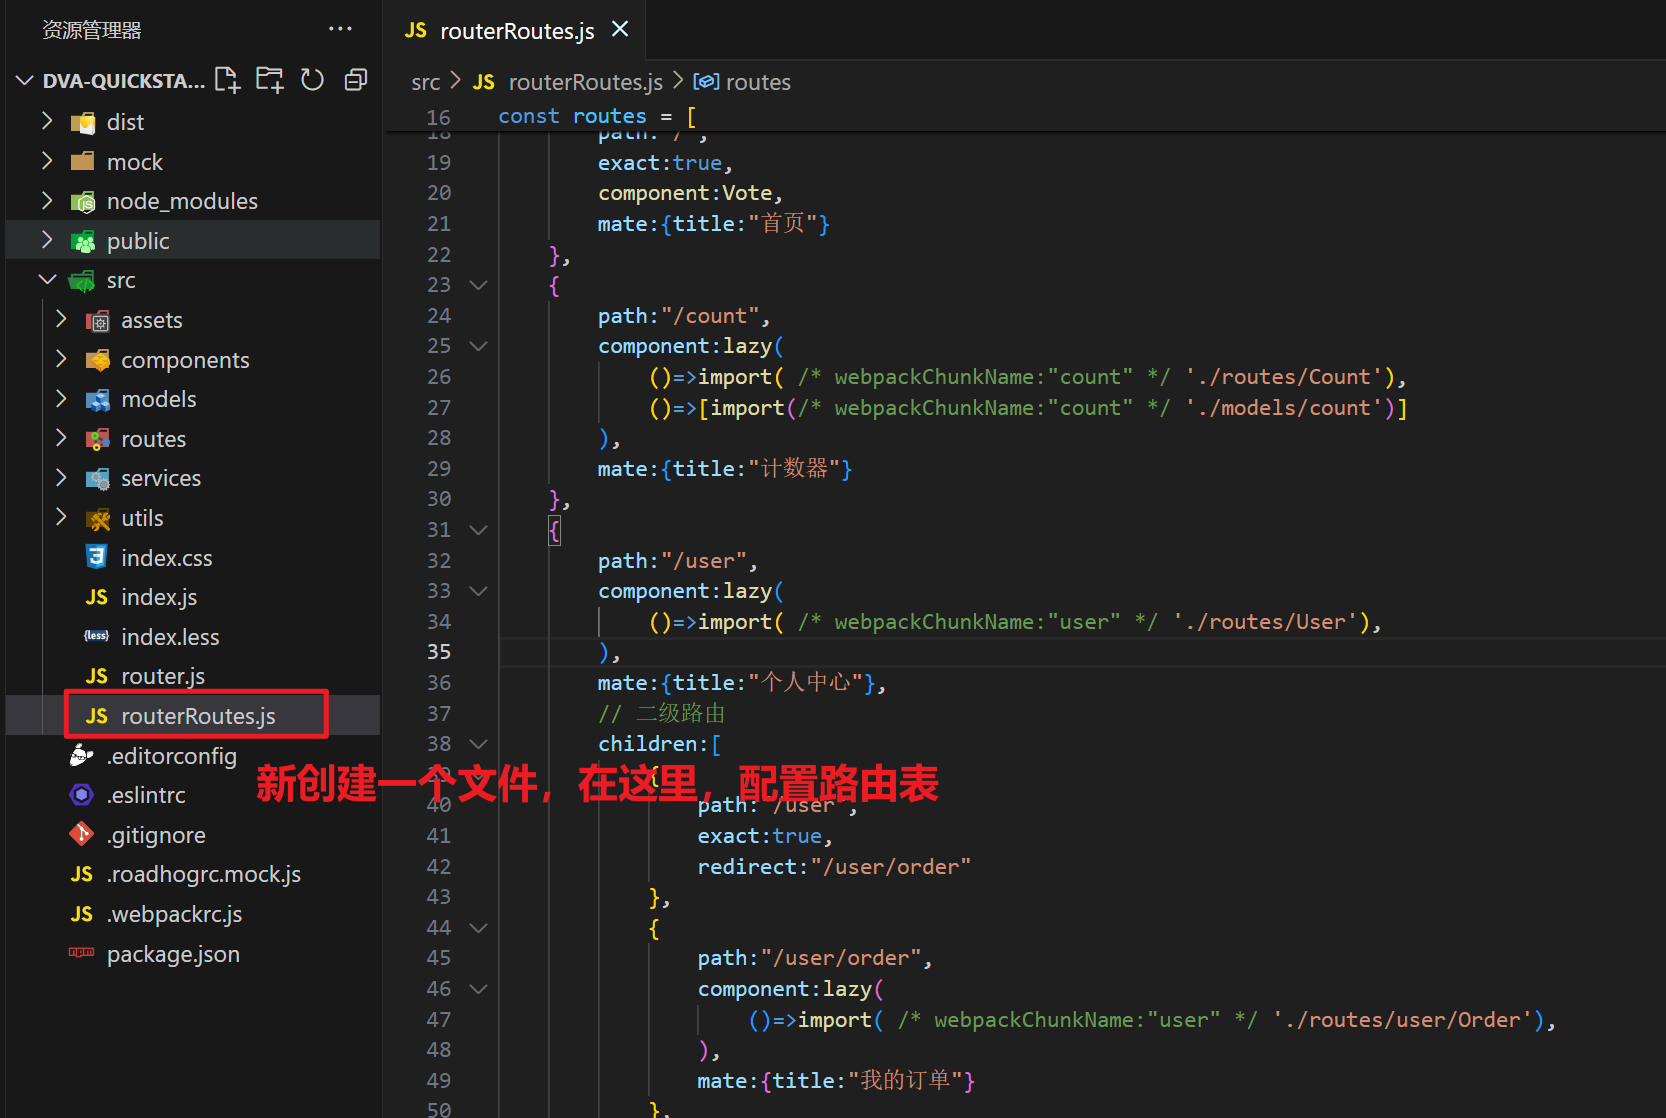 资源管理器
DVA-QUICKSTA...
dist
mock
node_modules
public
src
assets
components
models
routes
services
utils
index.css
index.js
index.less
router.js
routerRoutes.js
.editorconfig
.eslintrc
.gitignore
.roadhogrc.mock.js
.webpackrc.js
package.json
JS routerRoutes.js
src > JS routerRoutes.js > routes
16 const routes = [
18 path:"/",
19 exact:true,
20 component:Vote,
21 mate:{title:"首页"}
22 },
23 {
24 path:"/count",
25 component:lazy(
26 ()=>import( /* webpackChunkName:"count" */ './routes/Count'),
27 ()=>[import(/* webpackChunkName:"count" */ './models/count')]
28 ),
29 mate:{title:"计数器"}
30 },
31 {
32 path:"/user",
33 component:lazy(
34 ()=>import( /* webpackChunkName:"user" */ './routes/User'),
35 ),
36 mate:{title:"个人中心"},
37 // 二级路由
38 children:[
39 {
新创建一个文件，在这里，配置路由表
40 path:"/user",
41 exact:true,
42 redirect:"/user/order"
43 },
44 {
45 path:"/user/order",
46 component:lazy(
47 ()=>import( /* webpackChunkName:"user" */ './routes/user/Order'),
48 ),
49 mate:{title:"我的订单"}
50 },